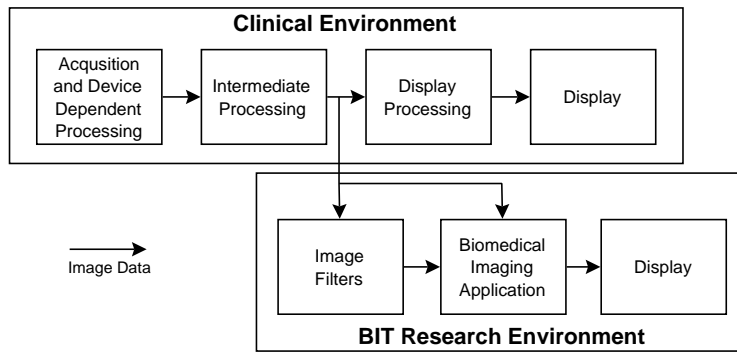 Clinical Environment
Acqusition
and Device
Dependent
Processing
Intermediate
Processing
Display
Processing
Display
Image Data
Image
Filters
Biomedical
Imaging
Application
Display
BIT Research Environment